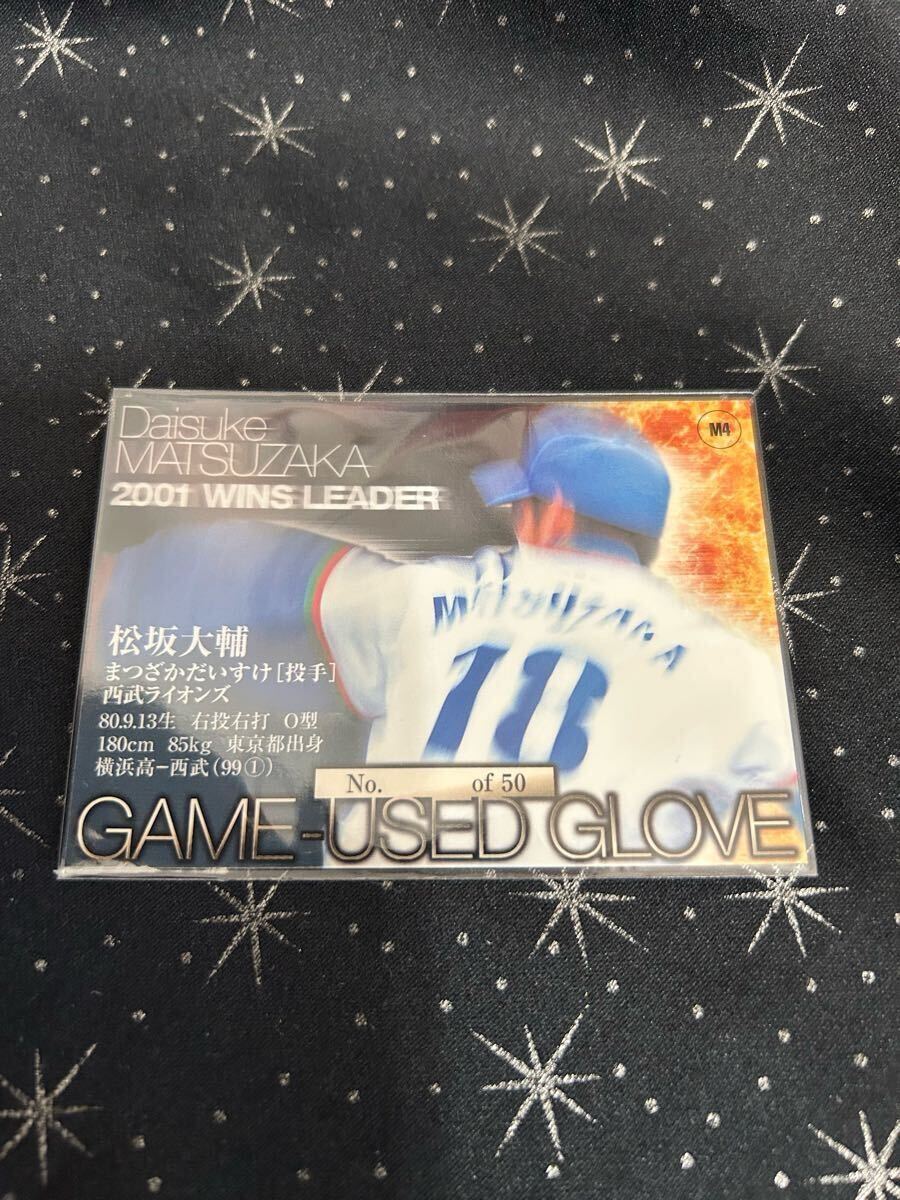 Daisuke
MATSUZAKA
2001 WINS LEADER
M4
MATSUZAKA
18
松坂大輔
まつざかだいすけ[投手]
西武ライオンズ
80.9.13生 右投右打 O型
180cm 85kg 東京都出身
横浜高−西武(99①)
No. of 50
GAME-USED GLOVE